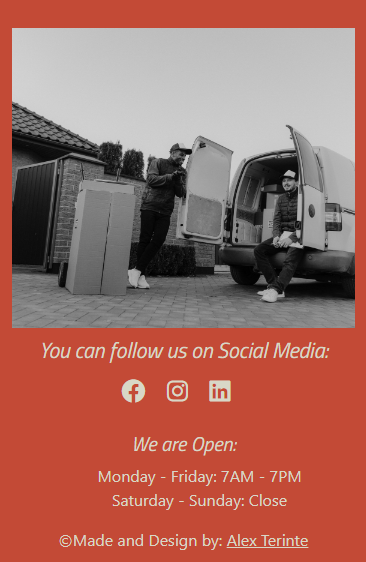 You can follow us on Social Media:
We are Open:
Monday - Friday: 7AM - 7PM
Saturday - Sunday: Close
©Made and Design by: Alex Terinte